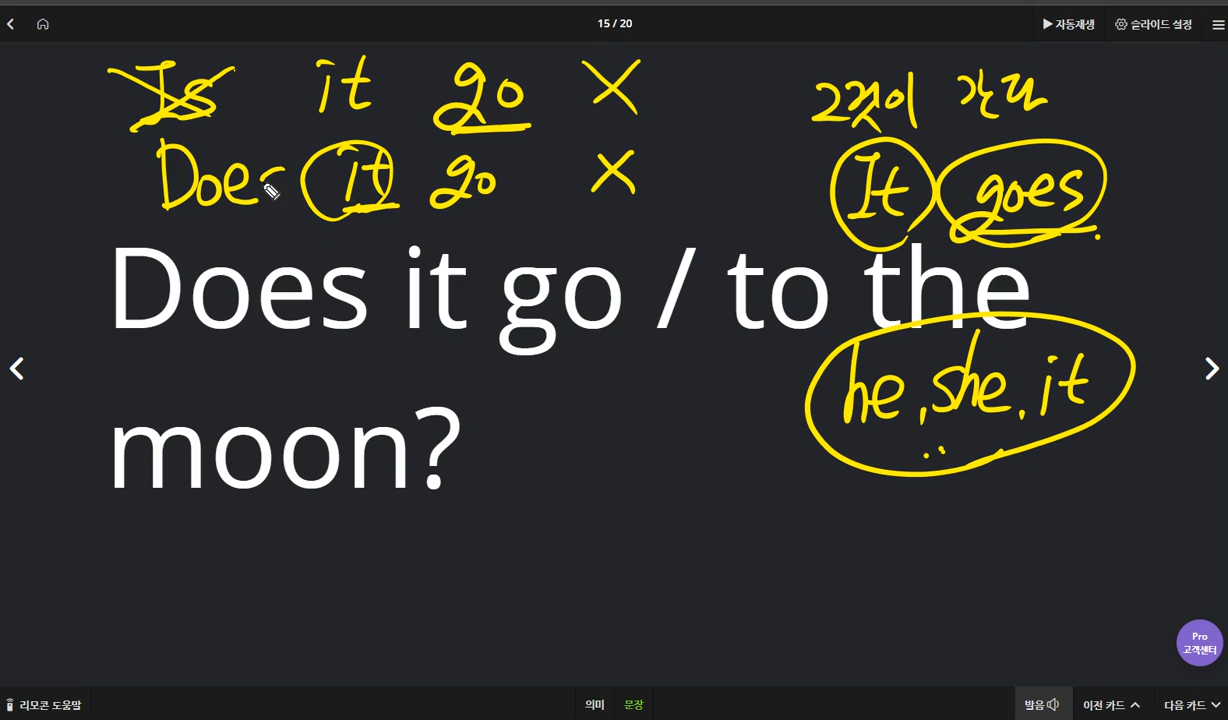 15 / 20
자동재생
슬라이드 설정
Is it go X
그것이 간다
Does it go X
It goes.
Does it go / to the
moon?
he, she, it
Pro
고객센터
리모콘 도움말
의미
문장
발음
이전 카드
다음 카드